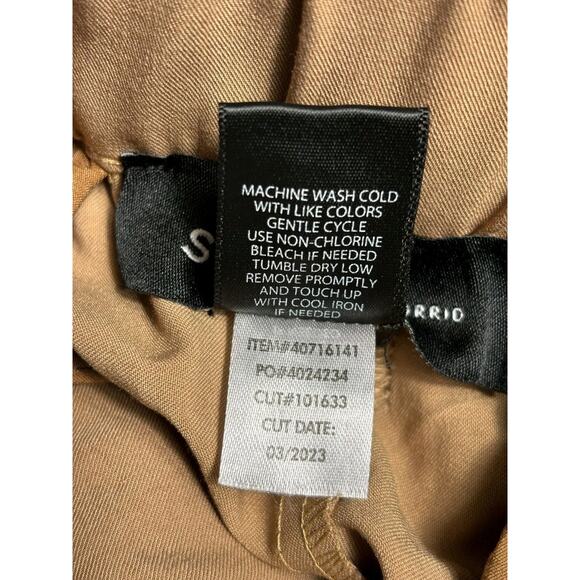 MACHINE WASH COLD
WITH LIKE COLORS
GENTLE CYCLE
USE NON-CHLORINE
BLEACH IF NEEDED
TUMBLE DRY LOW
REMOVE PROMPTLY
AND TOUCH UP
WITH COOL IRON
IF NEEDED
S
ORRID
ITEM#40716141
PO#4024234
CUT#101633
CUT DATE:
03/2023